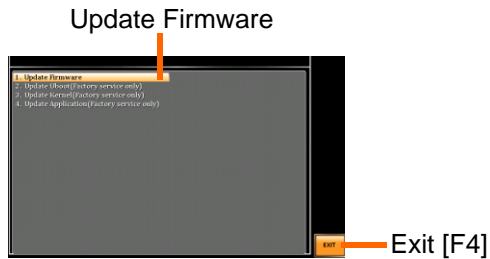 Update Firmware
1. Update Firmware
2. Update Uboot(Factory service only)
3. Update Kernel(Factory service only)
4. Update Application(Factory service only)
EXIT
Exit [F4]